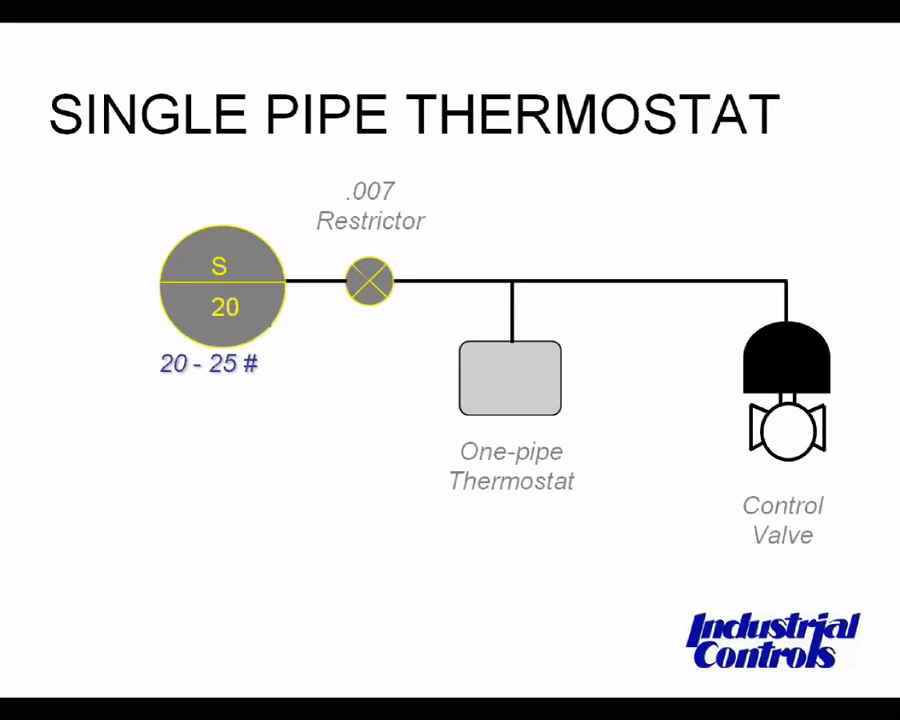 SINGLE PIPE THERMOSTAT
.007
Restrictor
S
20
20 - 25 #
One-pipe
Thermostat
Control
Valve
Industrial
Controls